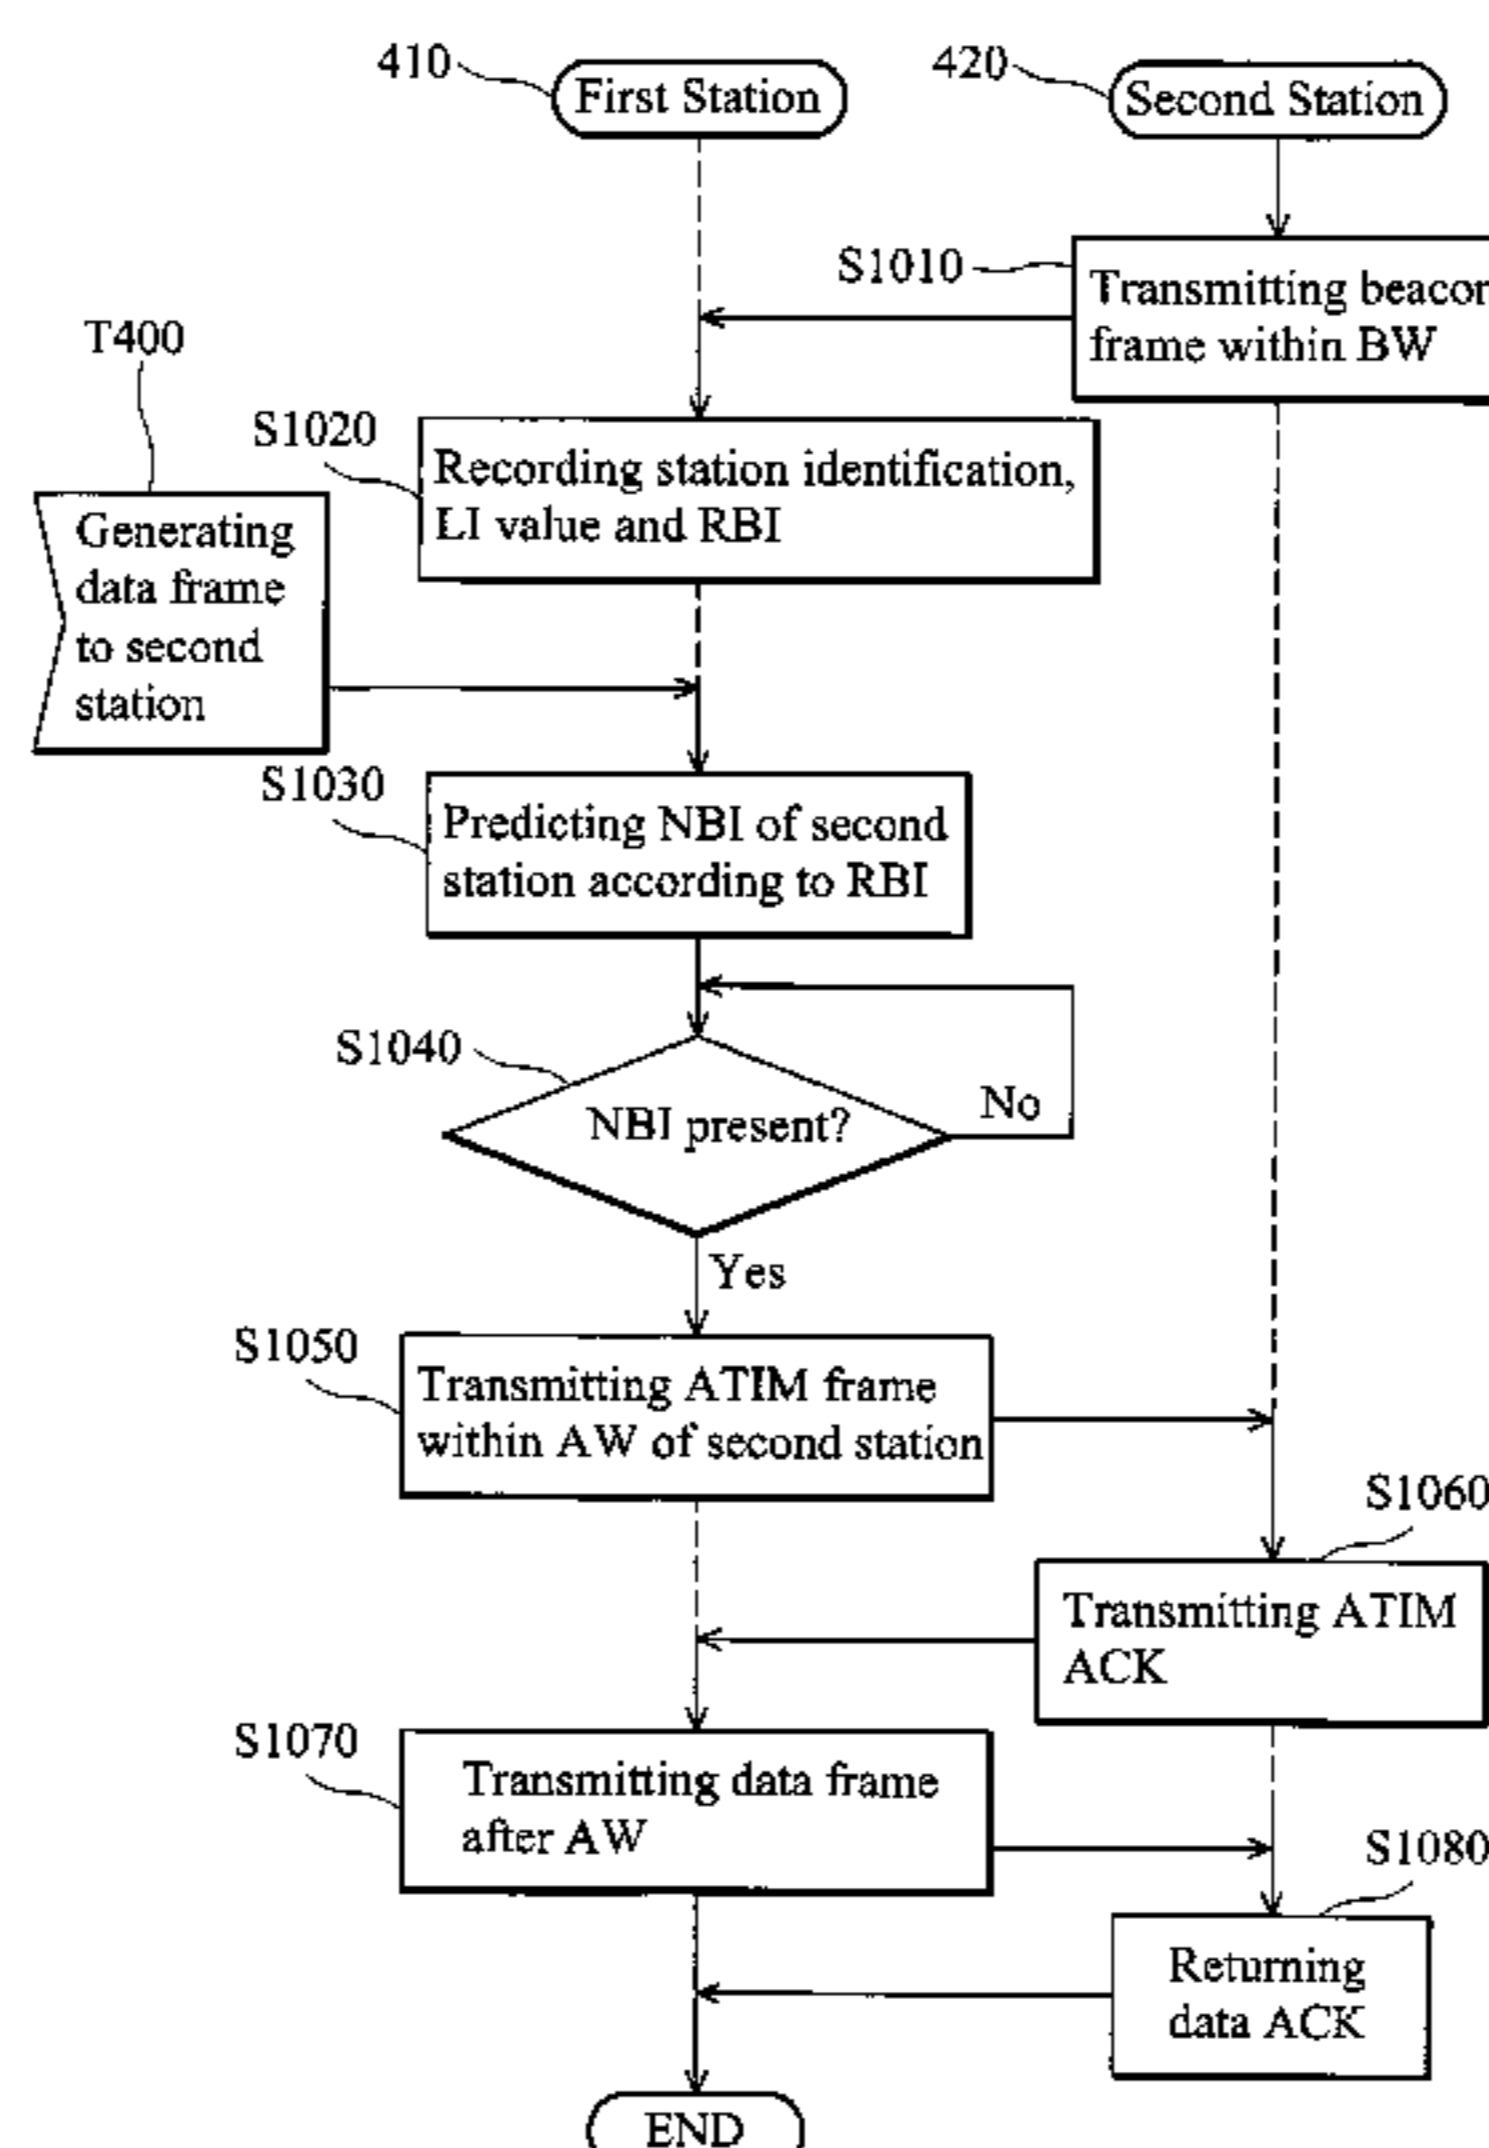 410
First Station
420
Second Station
S1010
Transmitting beacon
frame within BW
T400
Generating
data frame
to second
station
S1020
Recording station identification,
LI value and RBI
S1030
Predicting NBI of second
station according to RBI
S1040
NBI present?
No
Yes
S1050
Transmitting ATIM frame
within AW of second station
S1060
Transmitting ATIM
ACK
S1070
Transmitting data frame
after AW
S1080
Returning
data ACK
END